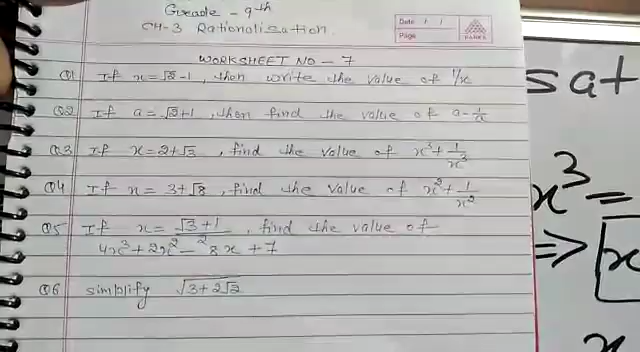 Grade - 9th
CH-3 Rationalisation.
Date / /
Page
WORKSHEET NO - 7
Q1 If x = √2 - 1, then write the value of 1/x
Q2 If a = √2 + 1, then find the value of a - 1/a
Q3 If x = 2 + √3, find the value of x³ + 1/x³
Q4 If x = 3 + √8, find the value of x² + 1/x²
Q5 If x = (√3 + 1)/2, find the value of
4x³ + 2x² - 8x + 7
Q6 simplify √(3 + 2√2)
sat
x³ =
=> x
x